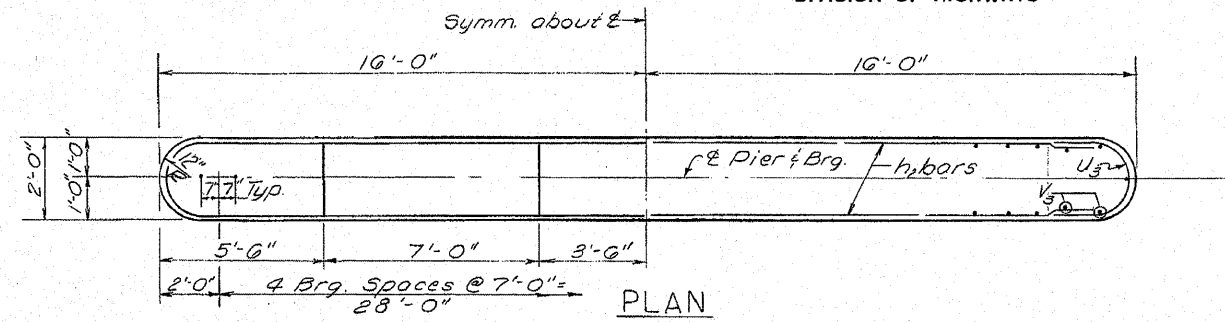 Symm. about ℄
16'-0" 16'-0"
2'-0" 1'-0" 1'-0" 12"
7" 7" Typ.
℄ Pier & Brg.
h, bars
U3
V3
5'-6" 7'-0" 3'-6"
2'-0" 4 Brg. Spaces @ 7'-0"=
28'-0"
PLAN